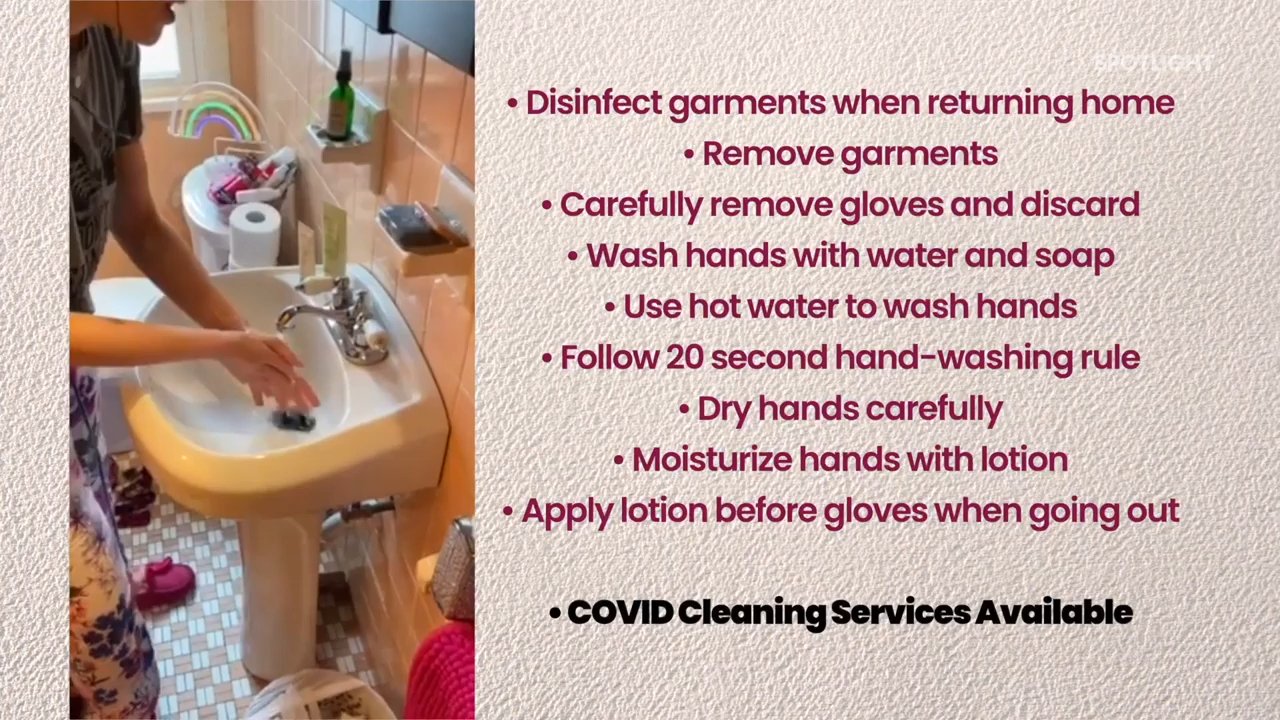 SPOTLIGHT
• Disinfect garments when returning home
• Remove garments
• Carefully remove gloves and discard
• Wash hands with water and soap
• Use hot water to wash hands
• Follow 20 second hand-washing rule
• Dry hands carefully
• Moisturize hands with lotion
• Apply lotion before gloves when going out
• COVID Cleaning Services Available